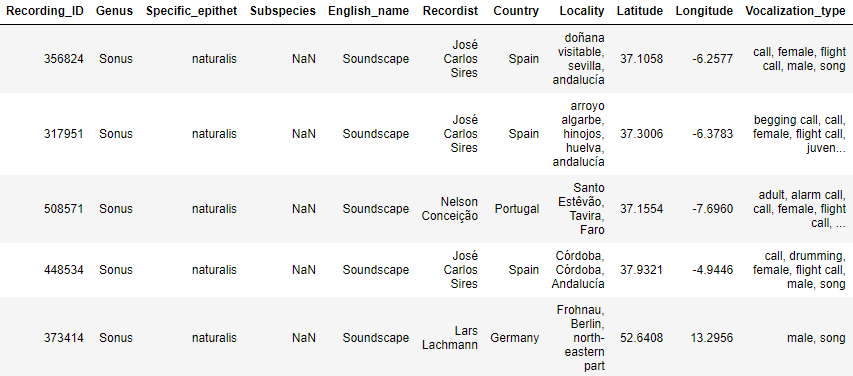 Recording_ID Genus Specific_epithet Subspecies English_name Recordist Country Locality Latitude Longitude Vocalization_type
356824 Sonus naturalis NaN Soundscape José Carlos Sires Spain doñana visitable, sevilla, andalucía 37.1058 -6.2577 call, female, flight call, male, song
317951 Sonus naturalis NaN Soundscape José Carlos Sires Spain arroyo algarbe, hinojos, huelva, andalucía 37.3006 -6.3783 begging call, call, female, flight call, juven...
508571 Sonus naturalis NaN Soundscape Nelson Conceição Portugal Santo Estêvão, Tavira, Faro 37.1554 -7.6960 adult, alarm call, call, female, flight call, ...
448534 Sonus naturalis NaN Soundscape José Carlos Sires Spain Córdoba, Córdoba, Andalucía 37.9321 -4.9446 call, drumming, female, flight call, male, song
373414 Sonus naturalis NaN Soundscape Lars Lachmann Germany Frohnau, Berlin, north-eastern part 52.6408 13.2956 male, song